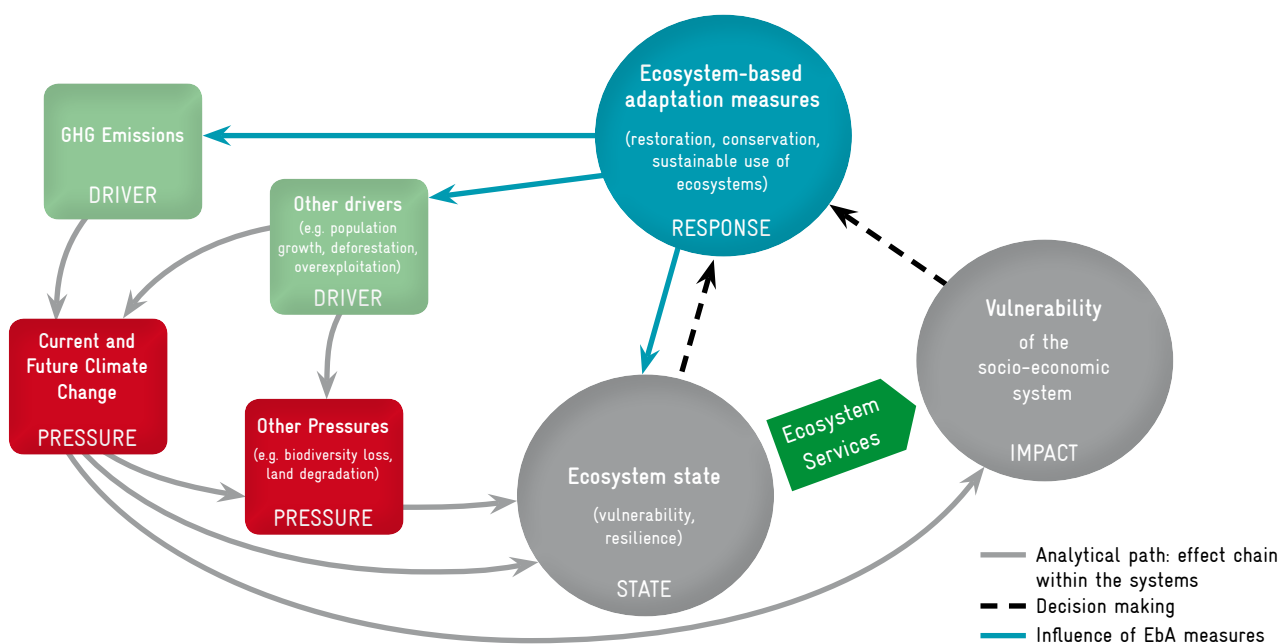 Ecosystem-based
adaptation measures
(restoration, conservation,
sustainable use of
ecosystems)
RESPONSE
GHG Emissions
DRIVER
Other drivers
(e.g. population
growth, deforestation,
overexploitation)
DRIVER
Current and
Future Climate
Change
PRESSURE
Other Pressures
(e.g. biodiversity loss,
land degradation)
PRESSURE
Ecosystem state
(vulnerability,
resilience)
STATE
Ecosystem
Services
Vulnerability
of the
socio-economic
system
IMPACT
Analytical path: effect chain
within the systems
Decision making
Influence of EbA measures